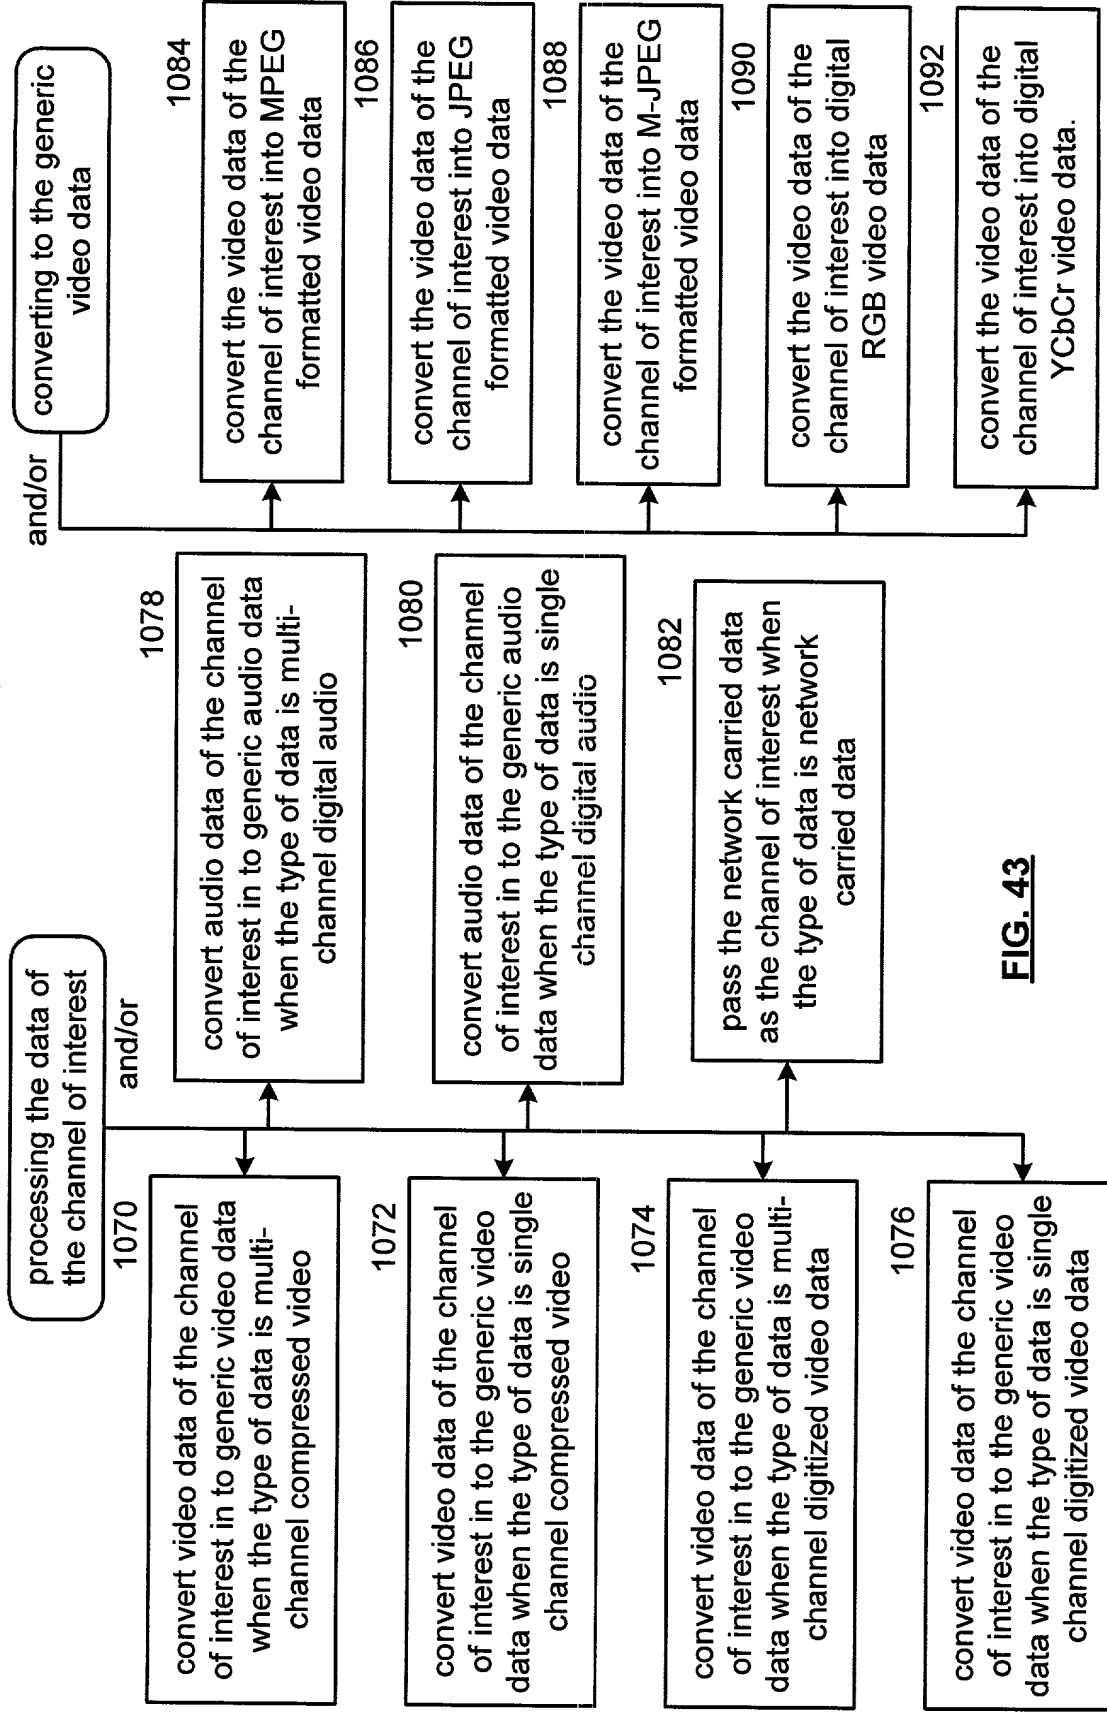 processing the data of
the channel of interest
and/or
1070
convert video data of the channel
of interest in to generic video data
when the type of data is multi-
channel compressed video
1072
convert video data of the channel
of interest in to the generic video
data when the type of data is single
channel compressed video
1074
convert video data of the channel
of interest in to the generic video
data when the type of data is multi-
channel digitized video data
1076
convert video data of the channel
of interest in to the generic video
data when the type of data is single
channel digitized video data
1078
convert audio data of the channel
of interest in to generic audio data
when the type of data is multi-
channel digital audio
1080
convert audio data of the channel
of interest in to the generic audio
data when the type of data is single
channel digital audio
1082
pass the network carried data
as the channel of interest when
the type of data is network
carried data
converting to the generic
video data
and/or
1084
convert the video data of the
channel of interest into MPEG
formatted video data
1086
convert the video data of the
channel of interest into JPEG
formatted video data
1088
convert the video data of the
channel of interest into M-JPEG
formatted video data
1090
convert the video data of the
channel of interest into digital
RGB video data
1092
convert the video data of the
channel of interest into digital
YCbCr video data.
FIG. 43